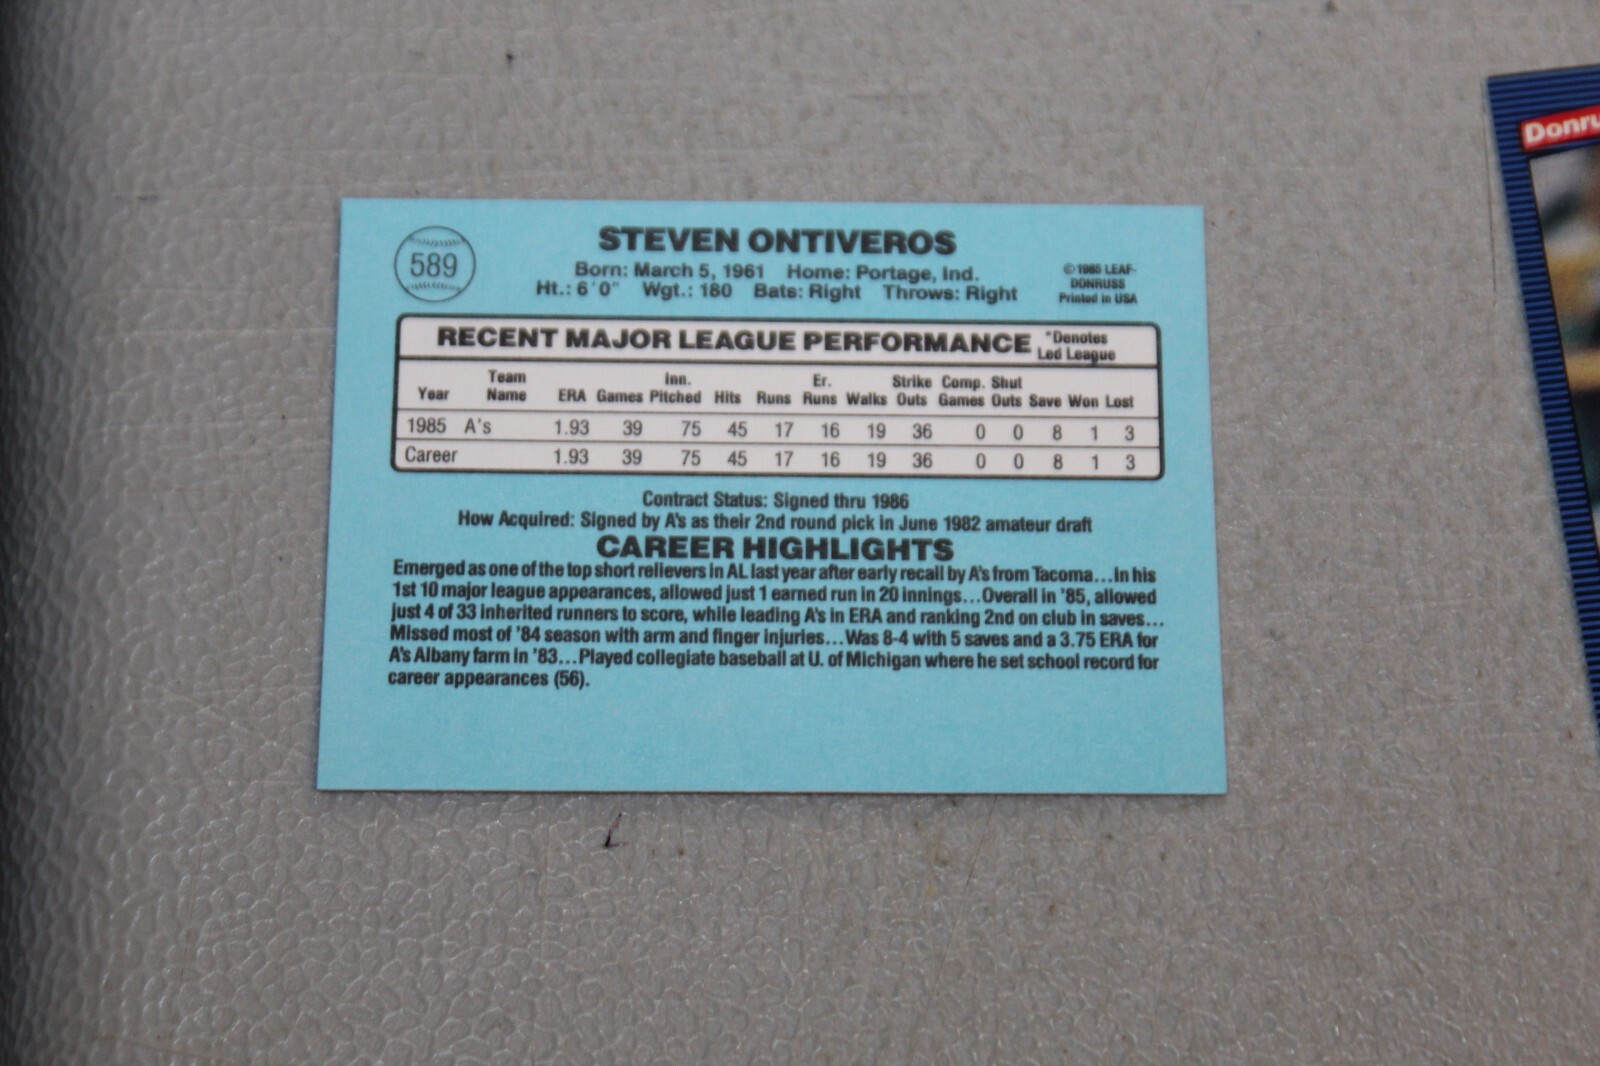 589
STEVEN ONTIVEROS
Born: March 5, 1961 Home: Portage, Ind.
Ht.: 6'0" Wgt.: 180 Bats: Right Throws: Right
© 1985 LEAF-
DONRUSS
Printed in USA
RECENT MAJOR LEAGUE PERFORMANCE *Denotes
Led League
Year Team Name ERA Games Inn. Pitched Hits Runs Er. Runs Walks Strike Outs Comp. Games Shut Outs Save Won Lost
1985 A's 1.93 39 75 45 17 16 19 36 0 0 8 1 3
Career 1.93 39 75 45 17 16 19 36 0 0 8 1 3
Contract Status: Signed thru 1986
How Acquired: Signed by A's as their 2nd round pick in June 1982 amateur draft
CAREER HIGHLIGHTS
Emerged as one of the top short relievers in AL last year after early recall by A's from Tacoma...In his
1st 10 major league appearances, allowed just 1 earned run in 20 innings...Overall in '85, allowed
just 4 of 33 inherited runners to score, while leading A's in ERA and ranking 2nd on club in saves...
Missed most of '84 season with arm and finger injuries...Was 8-4 with 5 saves and a 3.75 ERA for
A's Albany farm in '83...Played collegiate baseball at U. of Michigan where he set school record for
career appearances (56).
Donru